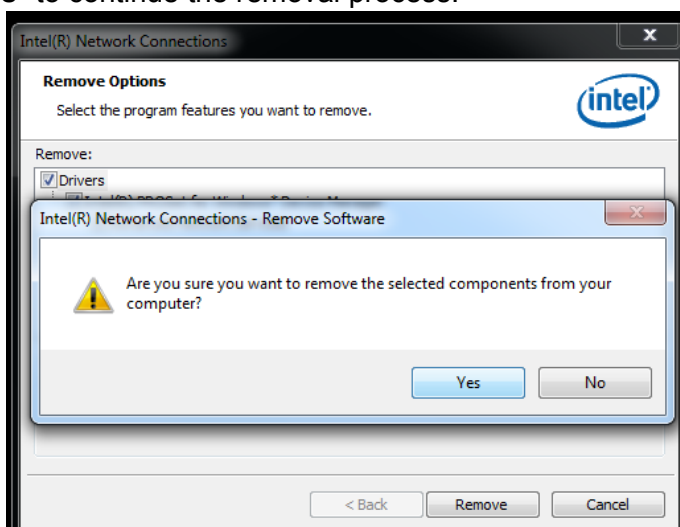 to continue the removal process.
Intel(R) Network Connections
x
Remove Options
Select the program features you want to remove.
intel
Remove:
Drivers
Intel(R) Network Connections - Remove Software
x
Are you sure you want to remove the selected components from your
computer?
Yes
No
< Back
Remove
Cancel